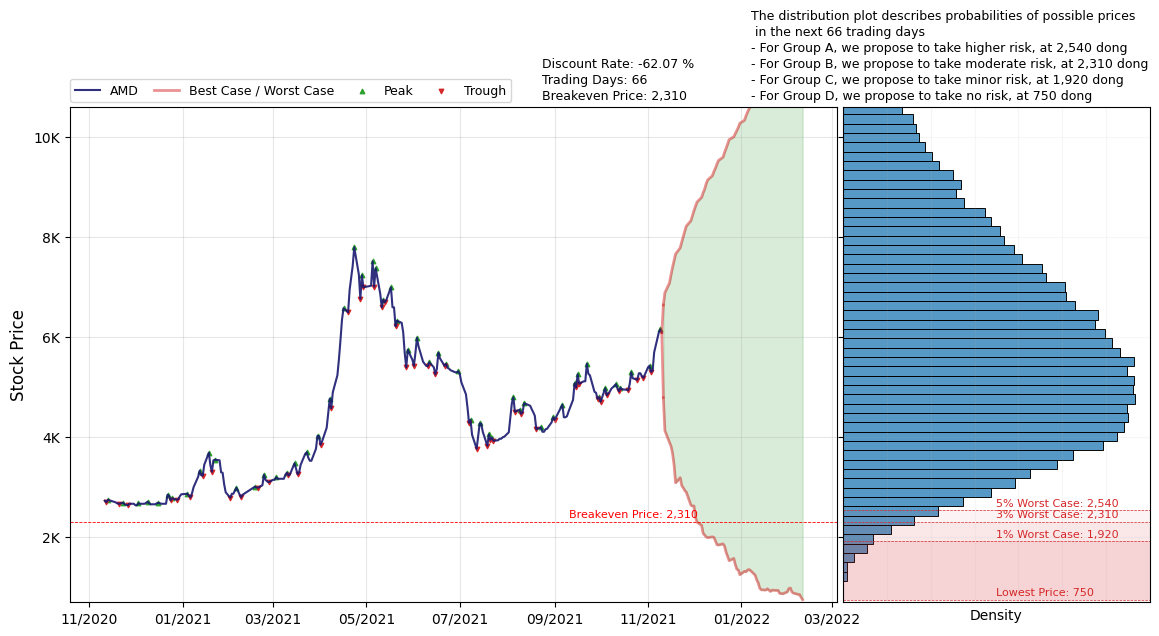 The distribution plot describes probabilities of possible prices
in the next 66 trading days
- For Group A, we propose to take higher risk, at 2,540 dong
- For Group B, we propose to take moderate risk, at 2,310 dong
- For Group C, we propose to take minor risk, at 1,920 dong
- For Group D, we propose to take no risk, at 750 dong
Discount Rate: -62.07 %
Trading Days: 66
Breakeven Price: 2,310
AMD Best Case / Worst Case Peak Trough
Stock Price
10K
8K
6K
4K
2K
Breakeven Price: 2,310
5% Worst Case: 2,540
3% Worst Case: 2,310
1% Worst Case: 1,920
Lowest Price: 750
11/2020 01/2021 03/2021 05/2021 07/2021 09/2021 11/2021 01/2022 03/2022
Density